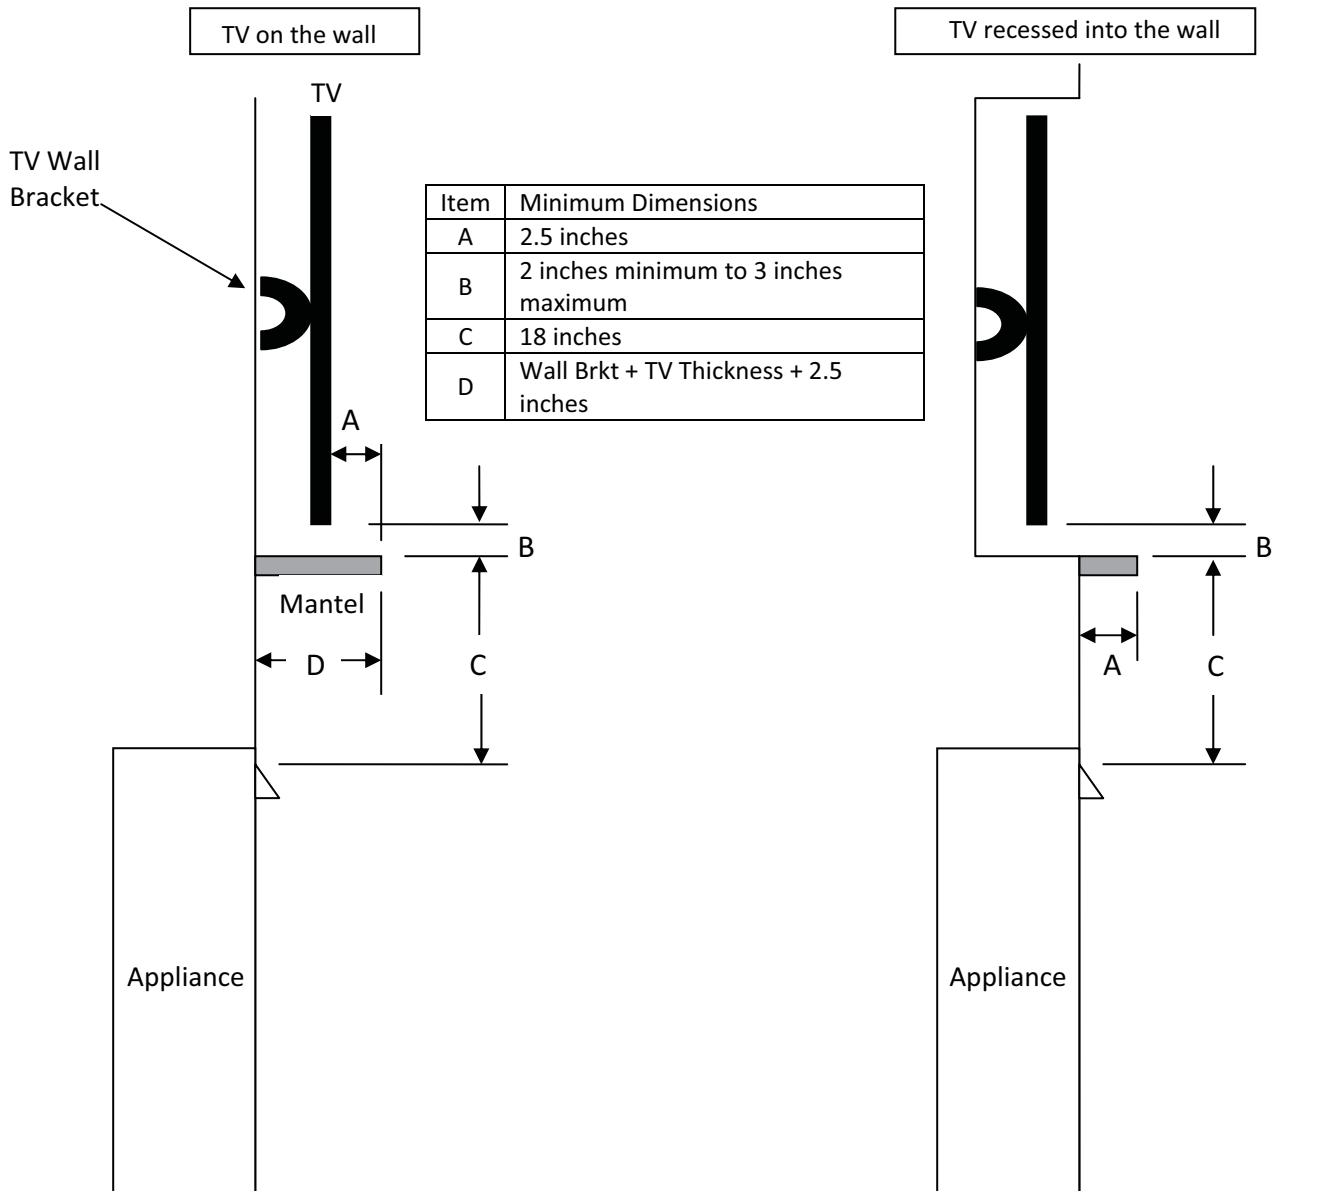 TV on the wall
TV recessed into the wall
TV
TV Wall
Bracket
Item Minimum Dimensions
A 2.5 inches
B 2 inches minimum to 3 inches
maximum
C 18 inches
D Wall Brkt + TV Thickness + 2.5
inches
A
B
Mantel
D
C
Appliance
B
A
C
Appliance